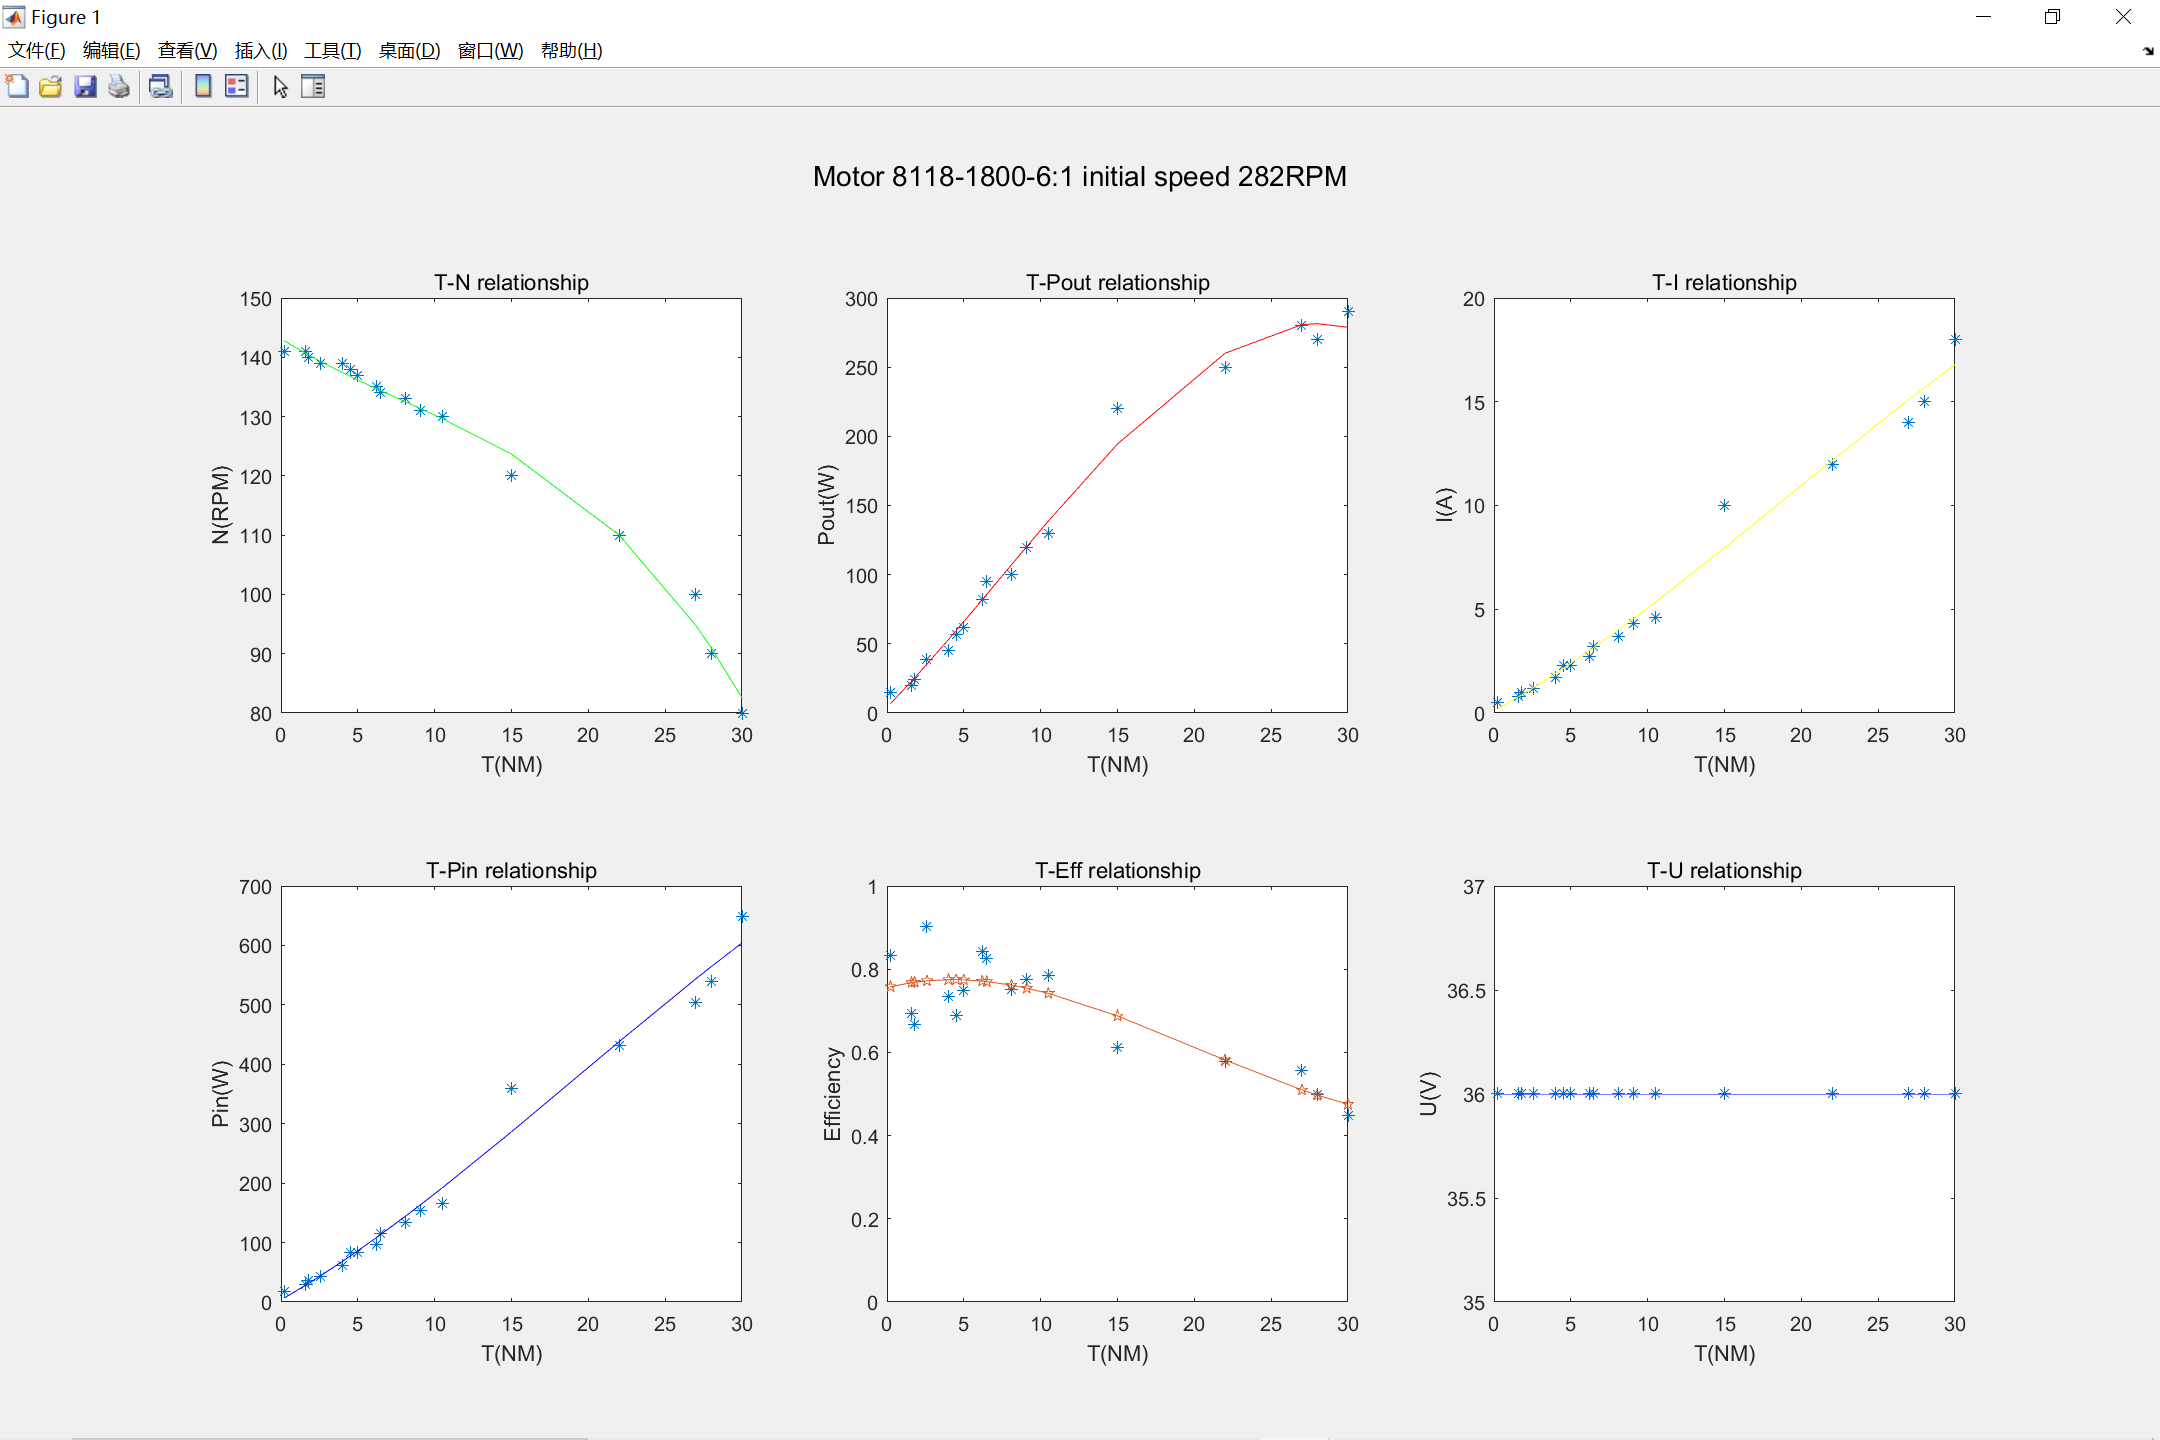 Figure 1
文件(F) 编辑(E) 查看(V) 插入(I) 工具(T) 桌面(D) 窗口(W) 帮助(H)
Motor 8118-1800-6:1 initial speed 282RPM
T-N relationship
150
140
130
120
110
100
90
80
N(RPM)
0 5 10 15 20 25 30
T(NM)
T-Pout relationship
300
250
200
150
100
50
0
Pout(W)
0 5 10 15 20 25 30
T(NM)
T-I relationship
20
15
10
5
0
I(A)
0 5 10 15 20 25 30
T(NM)
T-Pin relationship
700
600
500
400
300
200
100
0
Pin(W)
0 5 10 15 20 25 30
T(NM)
T-Eff relationship
1
0.8
0.6
0.4
0.2
0
Efficiency
0 5 10 15 20 25 30
T(NM)
T-U relationship
37
36.5
36
35.5
35
U(V)
0 5 10 15 20 25 30
T(NM)